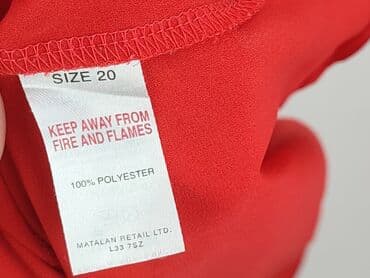 SIZE 20
KEEP AWAY FROM
FIRE AND FLAMES
100% POLYESTER
MATALAN RETAIL LTD.
L33 7SZ